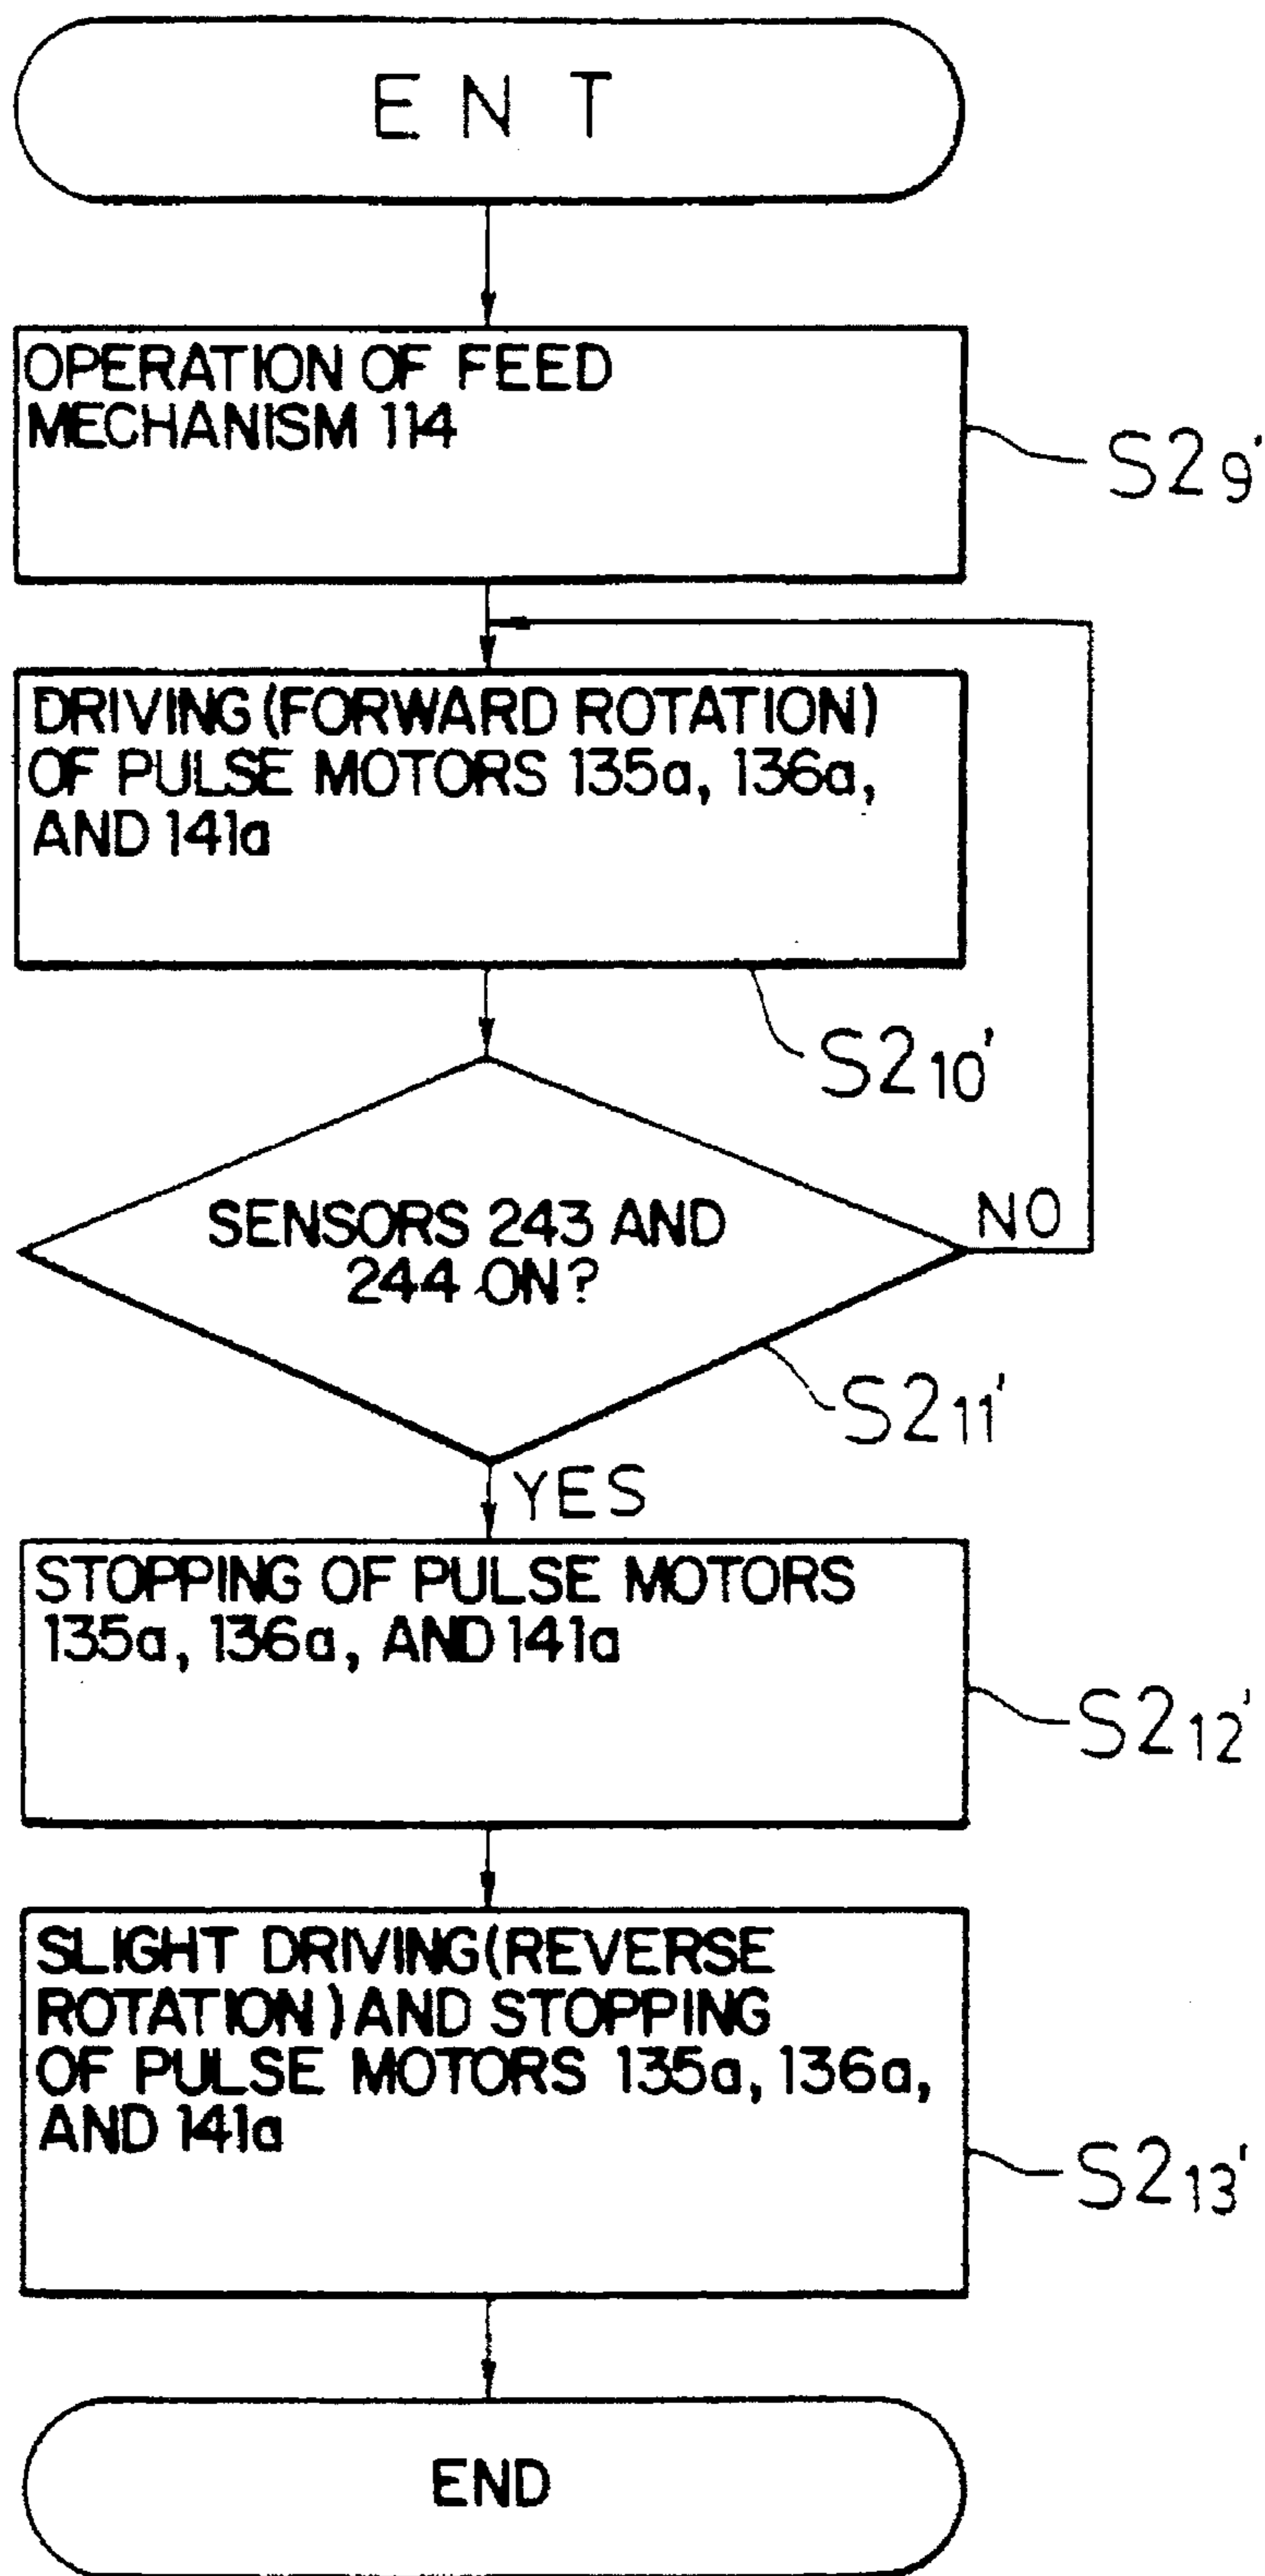 ENT
OPERATION OF FEED
MECHANISM 114
S29'
DRIVING (FORWARD ROTATION)
OF PULSE MOTORS 135a, 136a,
AND 141a
S210'
SENSORS 243 AND
244 ON?
NO
S211'
YES
STOPPING OF PULSE MOTORS
135a, 136a, AND 141a
S212'
SLIGHT DRIVING (REVERSE
ROTATION) AND STOPPING
OF PULSE MOTORS 135a, 136a,
AND 141a
S213'
END